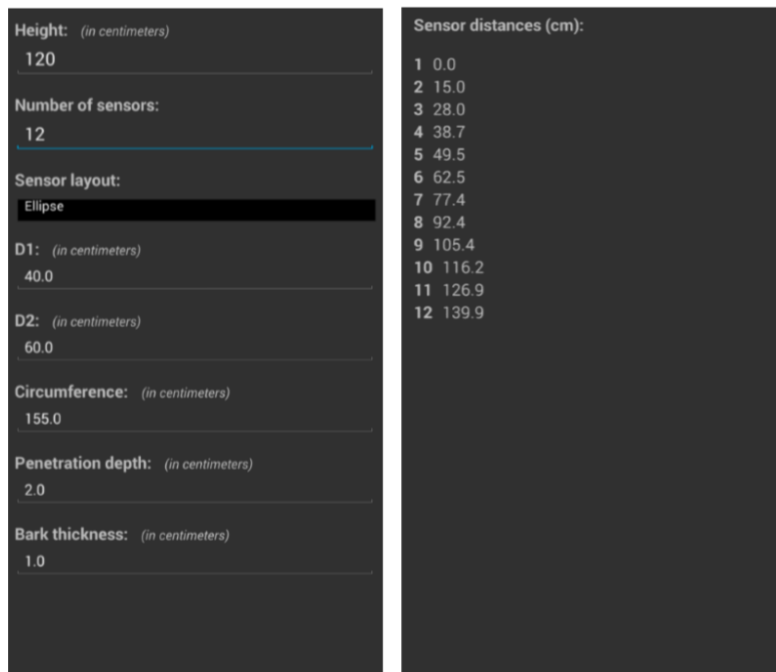 Height: (in centimeters)
120
Number of sensors:
12
Sensor layout:
Ellipse
D1: (in centimeters)
40.0
D2: (in centimeters)
60.0
Circumference: (in centimeters)
155.0
Penetration depth: (in centimeters)
2.0
Bark thickness: (in centimeters)
1.0
Sensor distances (cm):
1 0.0
2 15.0
3 28.0
4 38.7
5 49.5
6 62.5
7 77.4
8 92.4
9 105.4
10 116.2
11 126.9
12 139.9